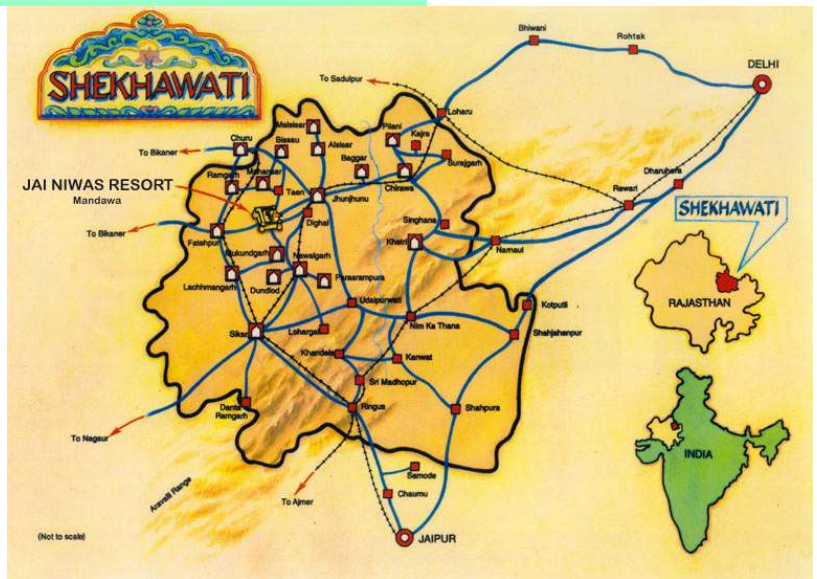 SHEKHAWATI
Bhiwani
Rohtak
DELHI
To Sadulpur
Loharu
Malsisar
Pilani
Kajra
Churu
Bissau
Alsisar
To Bikaner
Baggar
Surajgarh
Ramgarh
Mahansar
Chirawa
Dharuhera
JAI NIWAS RESORT
Mandawa
Taen
Jhunjhunu
Rewari
SHEKHAWATI
Dighal
Singhana
To Bikaner
Fatehpur
Khetri
Narnaul
Mukundgarh
Nawalgarh
Lachhmangarh
Dundlod
Parasrampura
RAJASTHAN
Udaipurwati
Kotputli
Sikar
Lohargal
Nim Ka Thana
Shahjahanpur
Khandela
Kanwat
Sri Madhopur
Danta
Ramgarh
Ringus
Shahpura
To Nagaur
INDIA
Samode
Aravalli Range
To Ajmer
Chaumu
(Not to scale)
JAIPUR